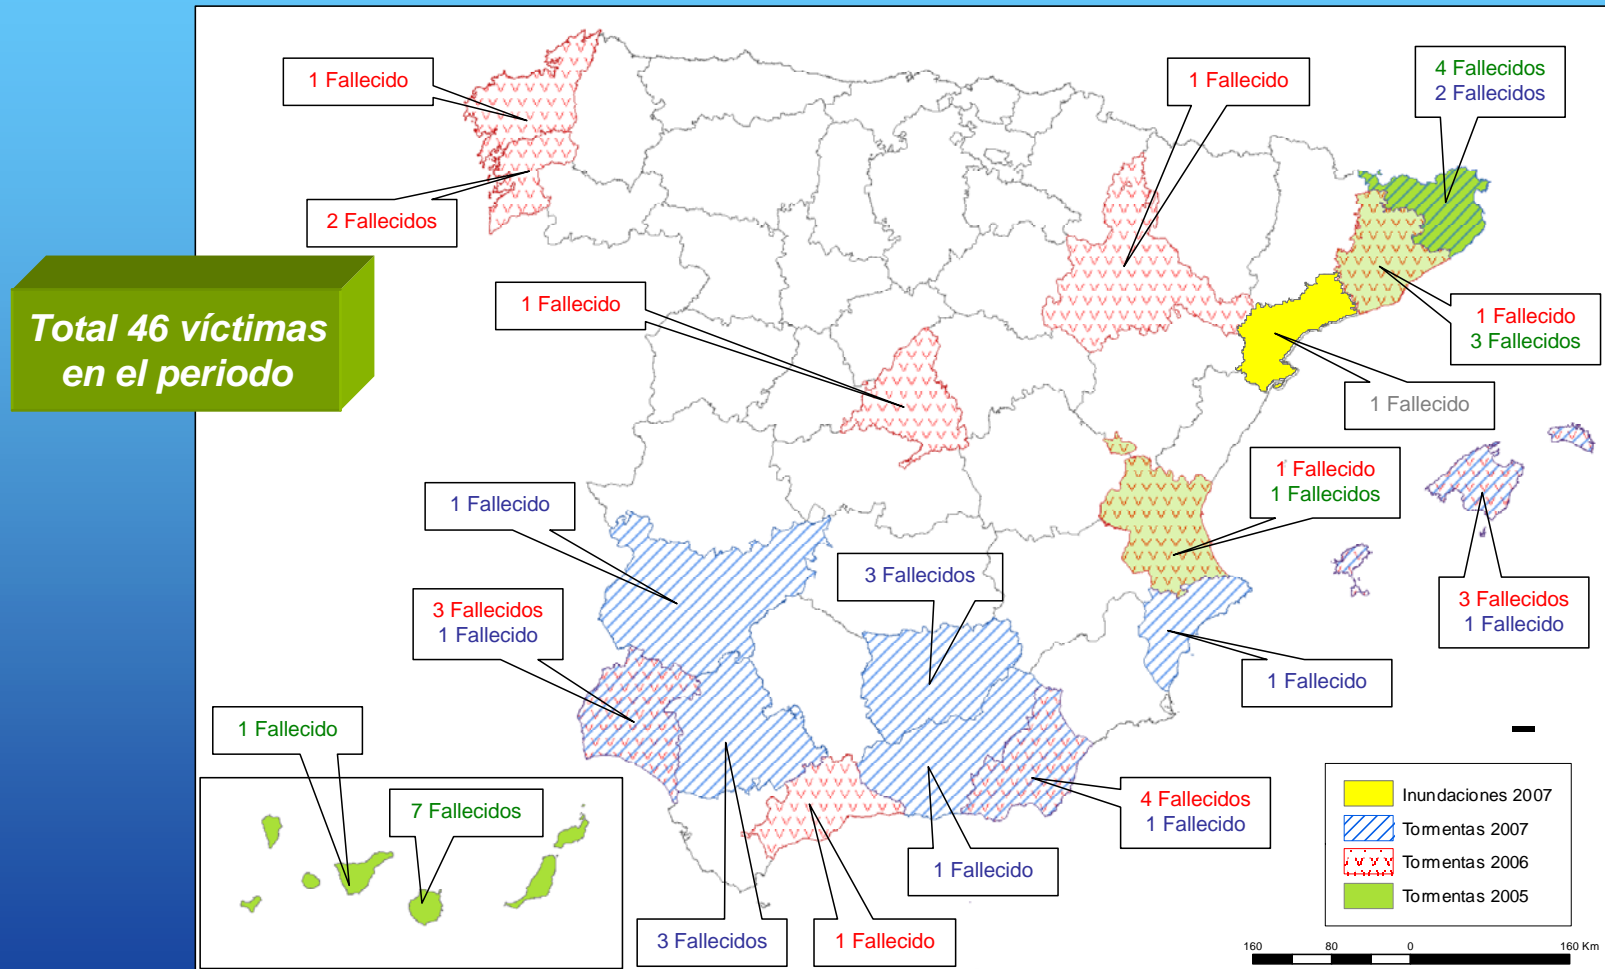 1 Fallecido
1 Fallecido
4 Fallecidos
2 Fallecidos
2 Fallecidos
Total 46 víctimas
en el periodo
1 Fallecido
1 Fallecido
3 Fallecidos
1 Fallecido
1 Fallecido
1 Fallecidos
1 Fallecido
3 Fallecidos
3 Fallecidos
1 Fallecido
3 Fallecidos
1 Fallecido
1 Fallecido
1 Fallecido
7 Fallecidos
4 Fallecidos
1 Fallecido
1 Fallecido
3 Fallecidos
1 Fallecido
Inundaciones 2007
Tormentas 2007
Tormentas 2006
Tormentas 2005
160 80 0 160 Km